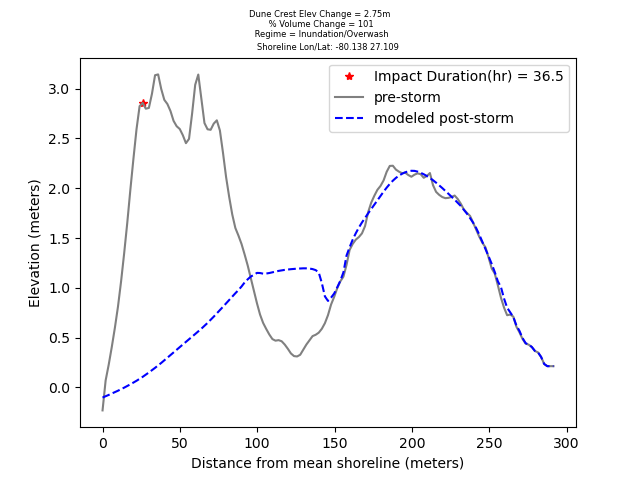 Dune Crest Elev Change = 2.75m
% Volume Change = 101
Regime = Inundation/Overwash
Shoreline Lon/Lat: -80.138 27.109
Impact Duration(hr) = 36.5
pre-storm
modeled post-storm
3.0
2.5
2.0
1.5
1.0
0.5
0.0
Elevation (meters)
0
50
100
150
200
250
300
Distance from mean shoreline (meters)